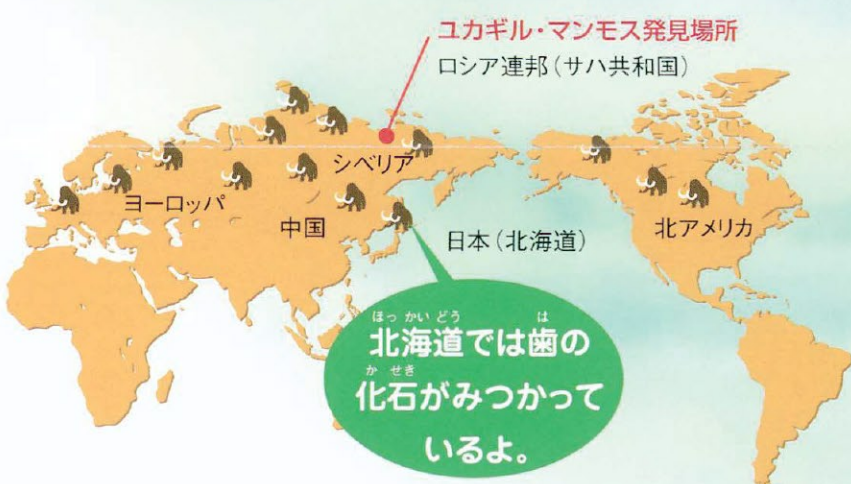 ユカギル・マンモス発見場所
ロシア連邦(サハ共和国)
シベリア
ヨーロッパ
中国
日本(北海道)
北アメリカ
ほっかいどう は
北海道では歯の
かせき
化石がみつかって
いるよ。